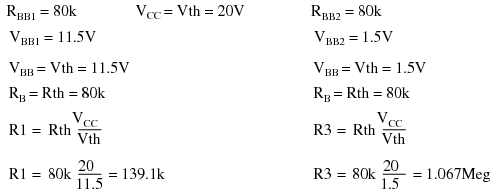 R_BB1 = 80k V_CC = Vth = 20V R_BB2 = 80k
V_BB1 = 11.5V V_BB2 = 1.5V
V_BB = Vth = 11.5V V_BB = Vth = 1.5V
R_B = Rth = 80k R_B = Rth = 80k
R1 = Rth V_CC/Vth R3 = Rth V_CC/Vth
R1 = 80k 20/11.5 = 139.1k R3 = 80k 20/1.5 = 1.067Meg